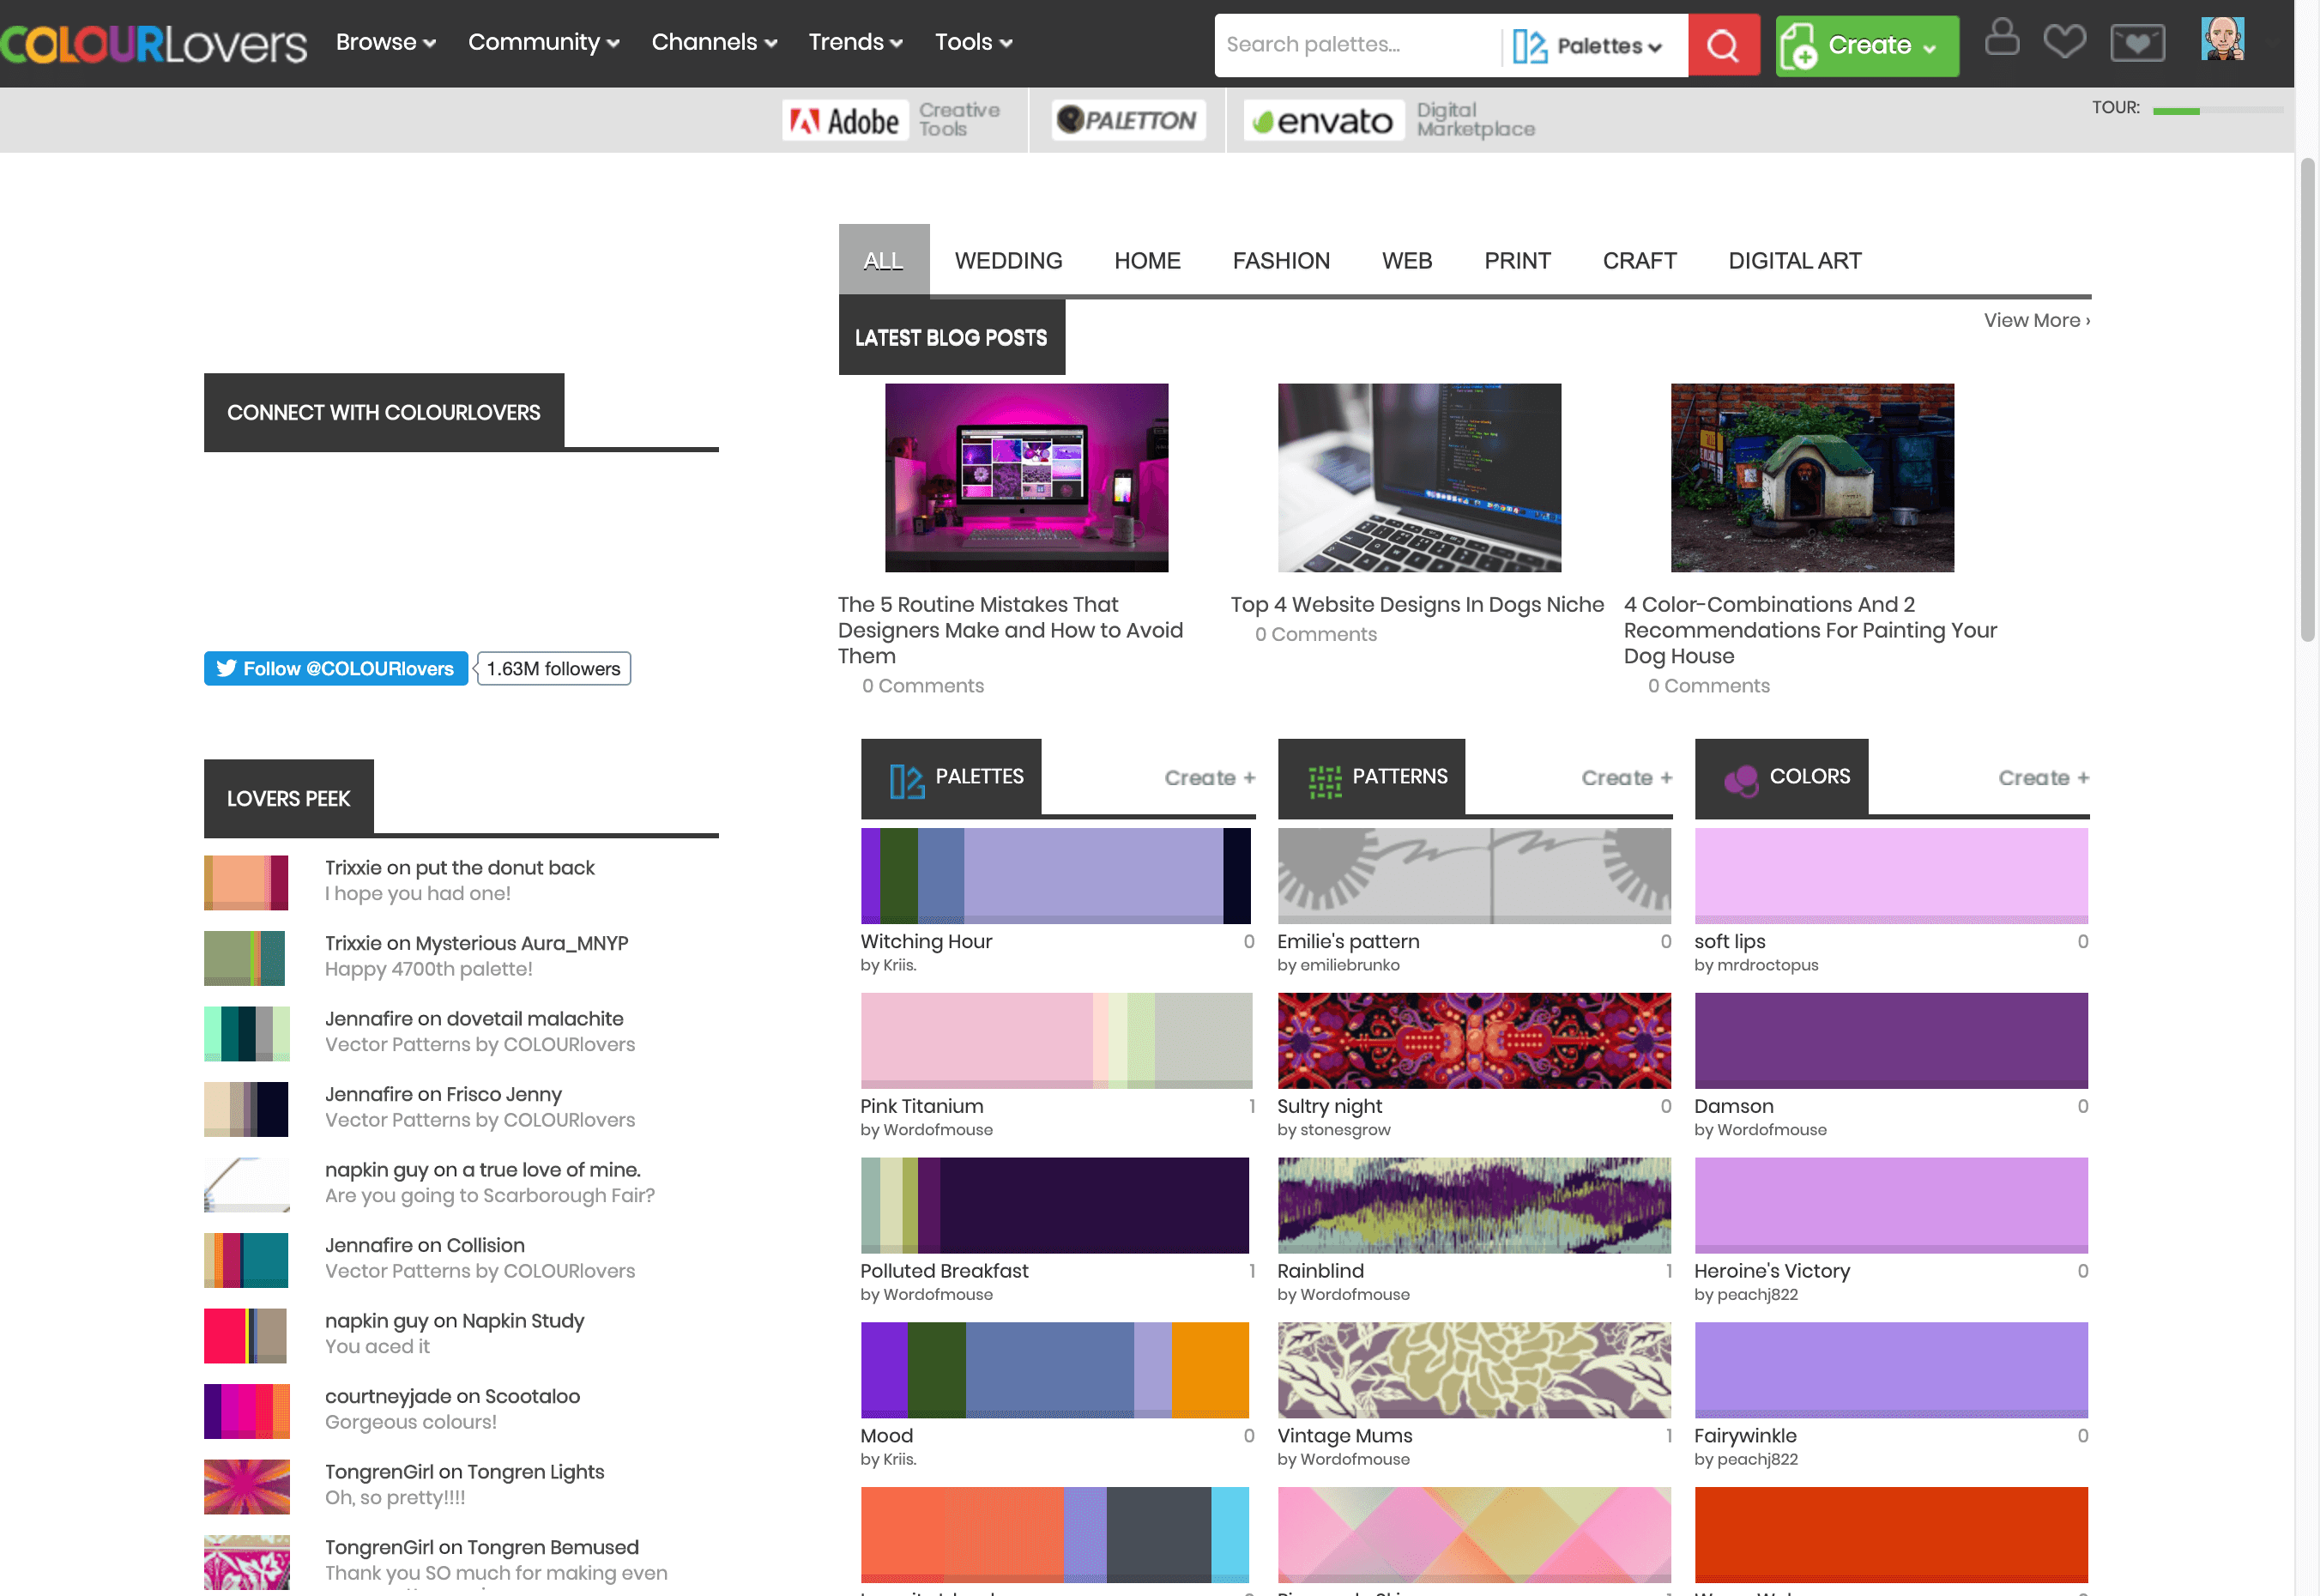 COLOURLovers
Browse
Community
Channels
Trends
Tools
Search palettes...
Palettes
Create
Adobe
Creative
Tools
PALETTON
envato
Digital
Marketplace
TOUR:
ALL
WEDDING
HOME
FASHION
WEB
PRINT
CRAFT
DIGITAL ART
LATEST BLOG POSTS
View More ›
The 5 Routine Mistakes That
Designers Make and How to Avoid
Them
0 Comments
Top 4 Website Designs In Dogs Niche
0 Comments
4 Color-Combinations And 2
Recommendations For Painting Your
Dog House
0 Comments
CONNECT WITH COLOURLOVERS
Follow @COLOURlovers
1.63M followers
LOVERS PEEK
Trixxie on put the donut back
I hope you had one!
Trixxie on Mysterious Aura_MNYP
Happy 4700th palette!
Jennafire on dovetail malachite
Vector Patterns by COLOURlovers
Jennafire on Frisco Jenny
Vector Patterns by COLOURlovers
napkin guy on a true love of mine.
Are you going to Scarborough Fair?
Jennafire on Collision
Vector Patterns by COLOURlovers
napkin guy on Napkin Study
You aced it
courtneyjade on Scootaloo
Gorgeous colours!
TongrenGirl on Tongren Lights
Oh, so pretty!!!!
TongrenGirl on Tongren Bemused
Thank you SO much for making even
PALETTES
Create +
Witching Hour 0
by Kriis.
Pink Titanium 1
by Wordofmouse
Polluted Breakfast 1
by Wordofmouse
Mood 0
by Kriis.
PATTERNS
Create +
Emilie's pattern 0
by emiliebrunko
Sultry night 0
by stonesgrow
Rainblind 1
by Wordofmouse
Vintage Mums 1
by Wordofmouse
COLORS
Create +
soft lips 0
by mrdroctopus
Damson 0
by Wordofmouse
Heroine's Victory 0
by peachj822
Fairywinkle 0
by peachj822